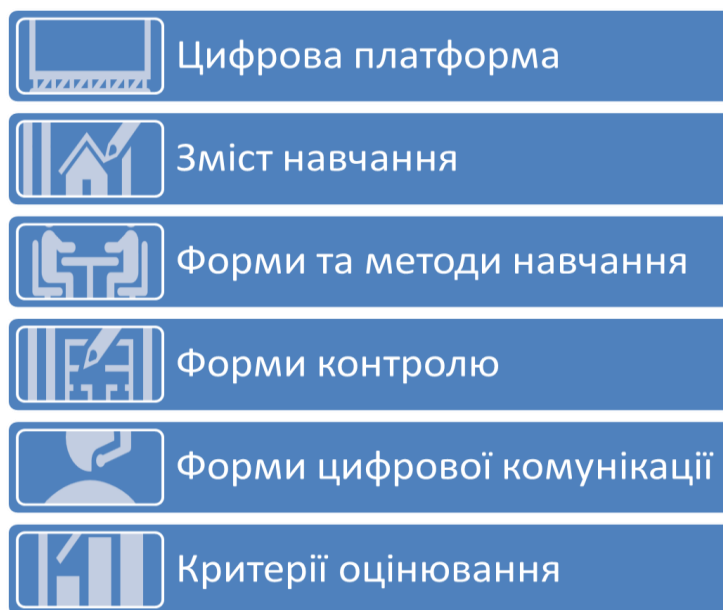 Цифрова платформа
Зміст навчання
Форми та методи навчання
Форми контролю
Форми цифрової комунікації
Критерії оцінювання